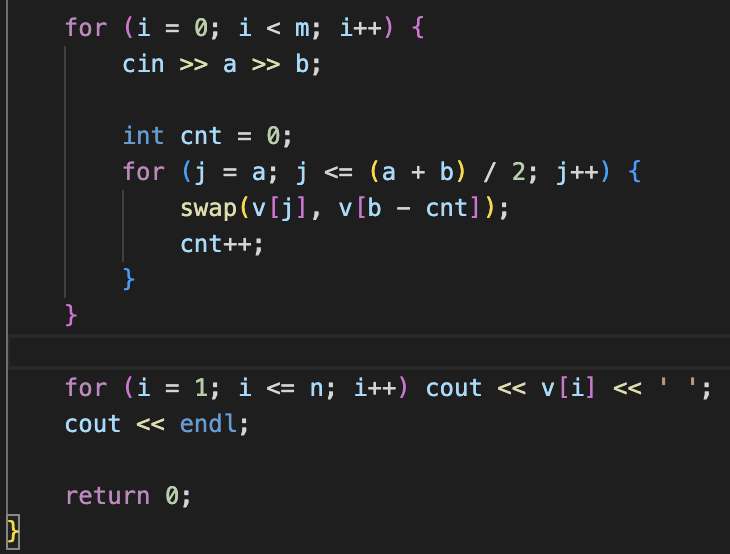 for (i = 0; i < m; i++) {
cin >> a >> b;
int cnt = 0;
for (j = a; j <= (a + b) / 2; j++) {
swap(v[j], v[b - cnt]);
cnt++;
}
}
for (i = 1; i <= n; i++) cout << v[i] << ' ';
cout << endl;
return 0;
}